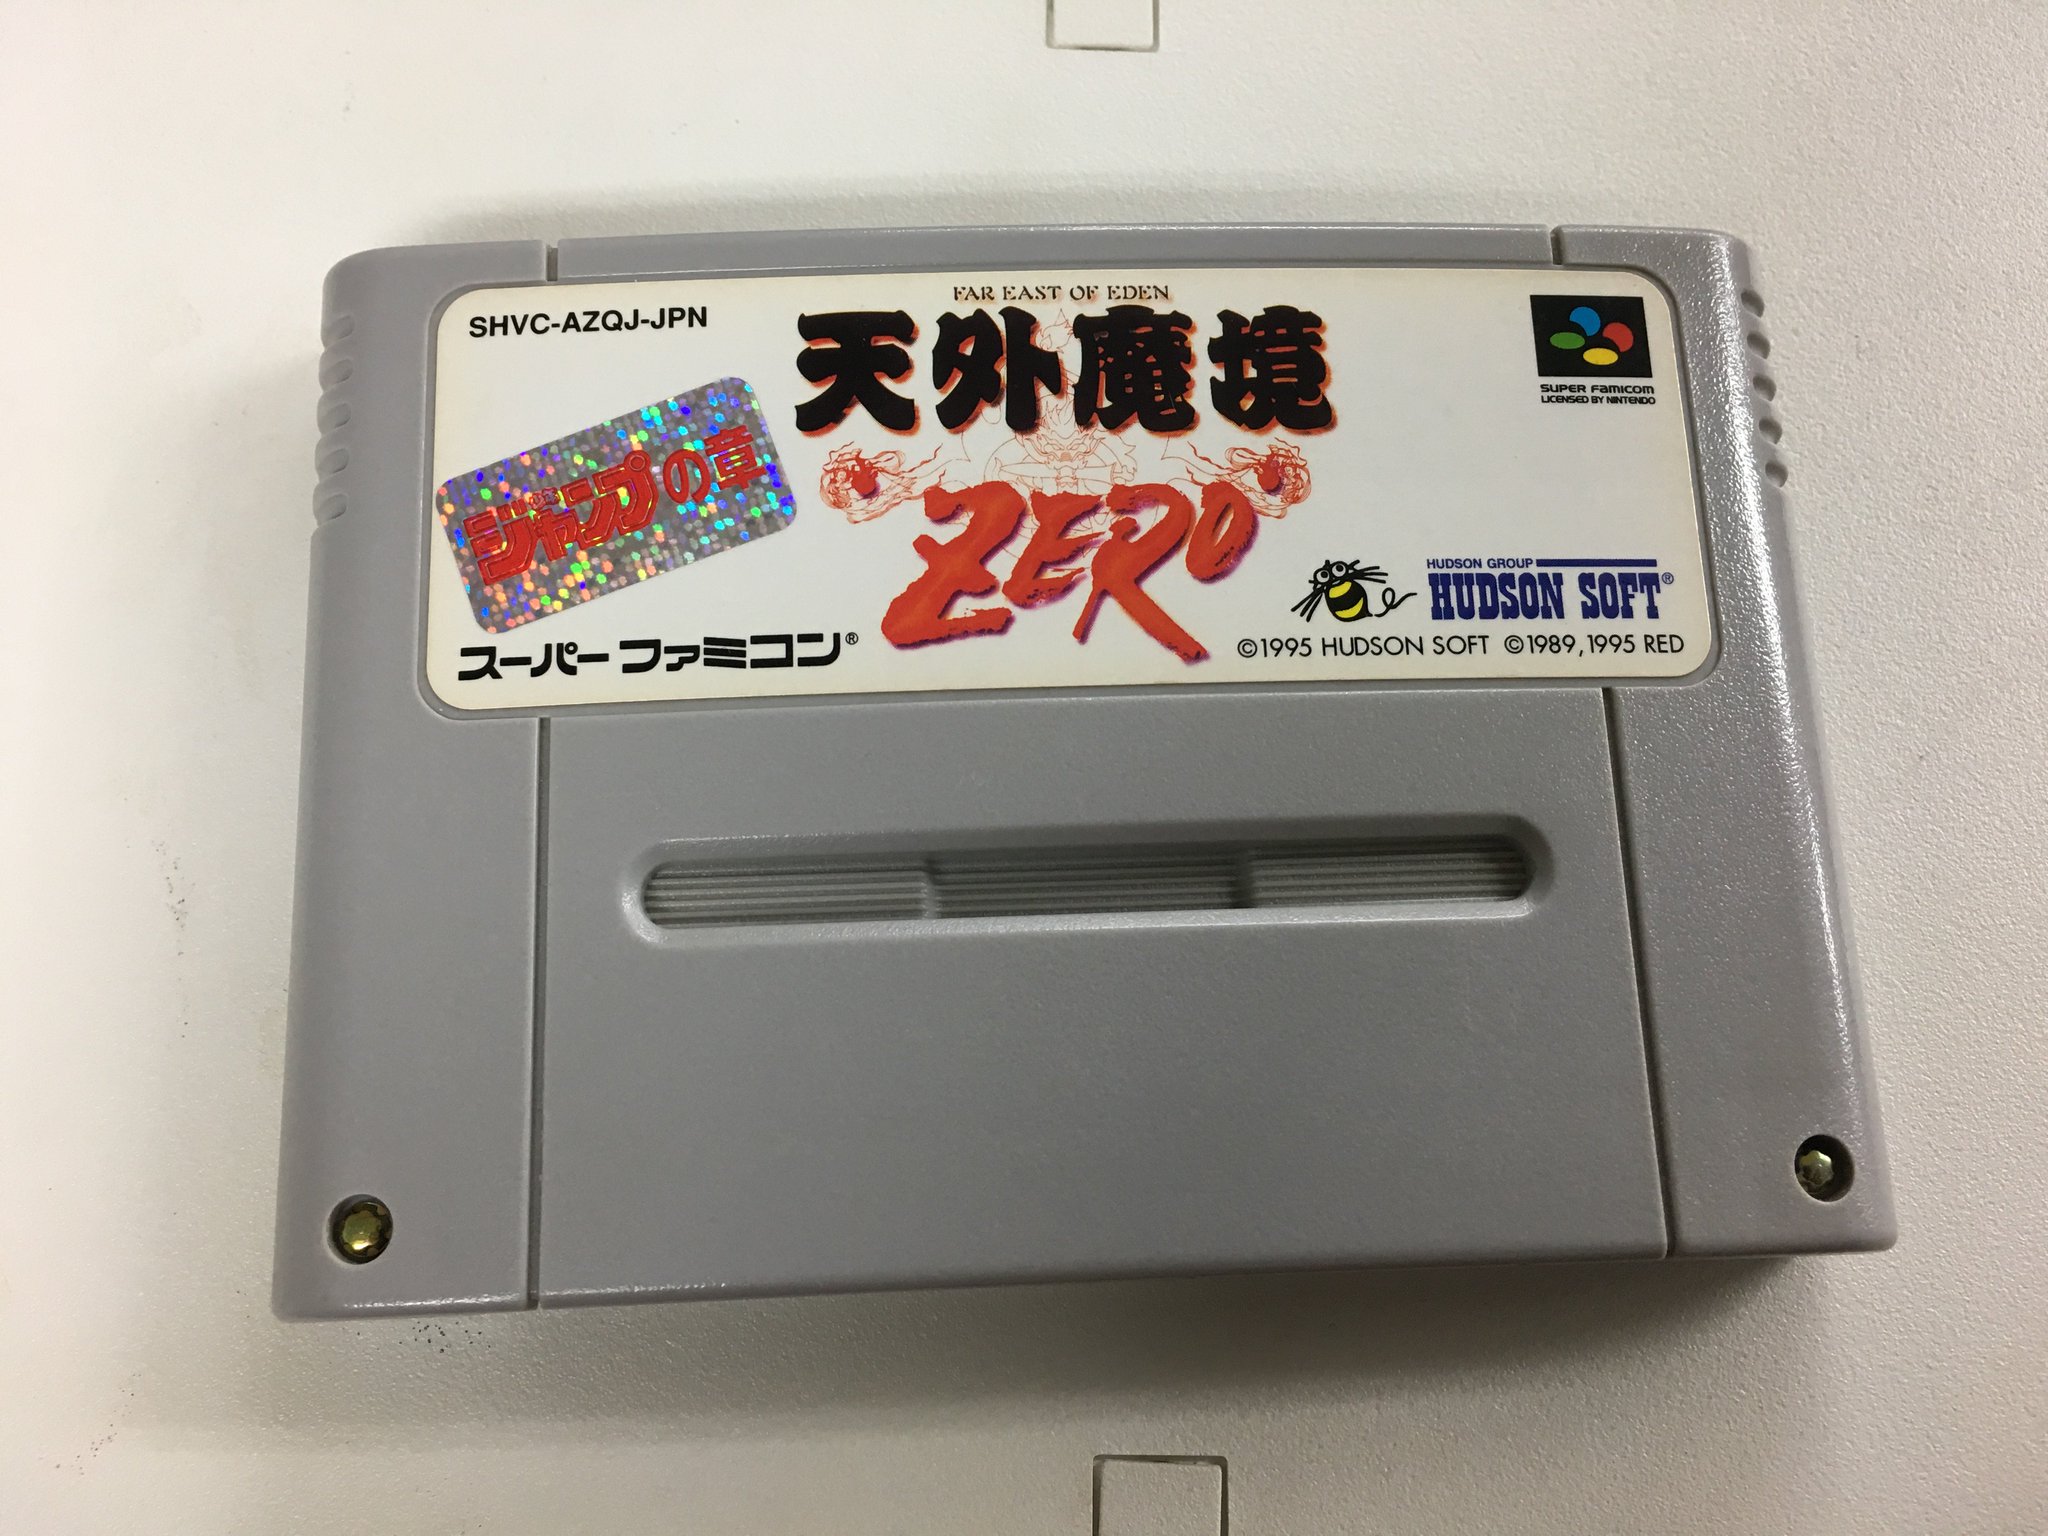 SHVC-AZQJ-JPN
FAR EAST OF EDEN
天外魔境
ZERO
ジャンプの章
スーパーファミコン®
SUPER FAMICOM
LICENSED BY NINTENDO
HUDSON GROUP
HUDSON SOFT®
©1995 HUDSON SOFT ©1989,1995 RED